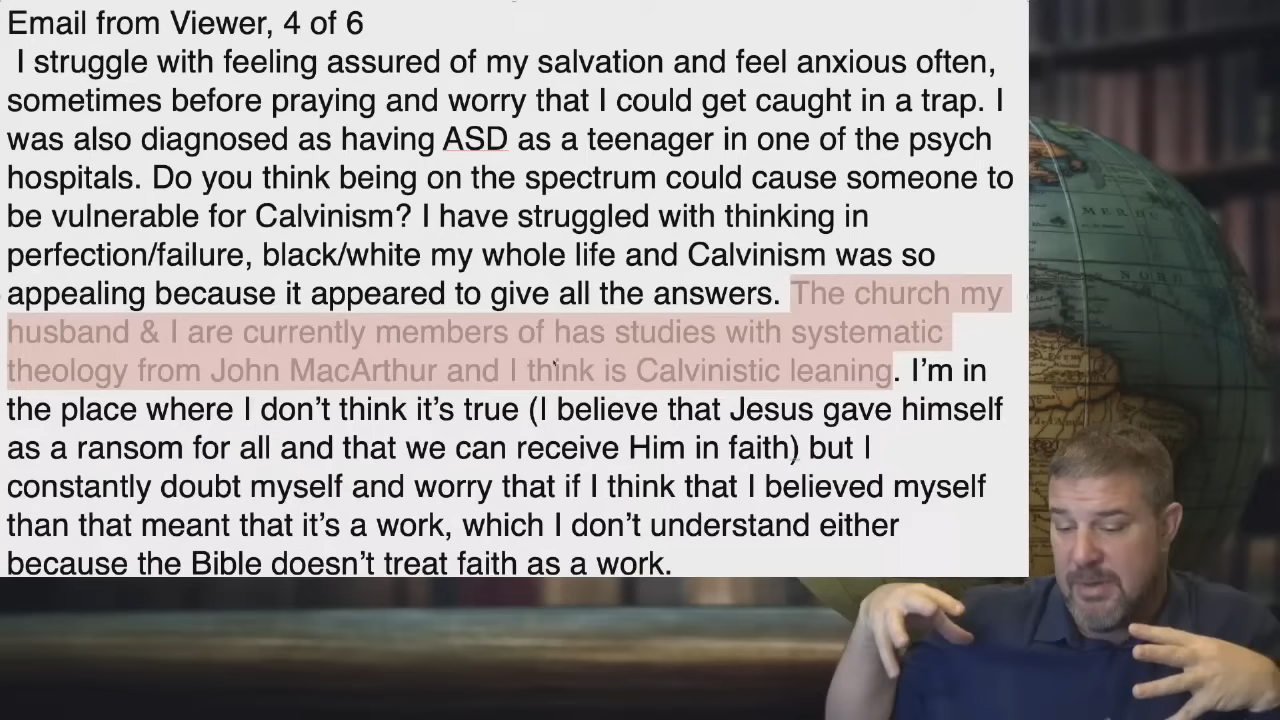 Email from Viewer, 4 of 6
I struggle with feeling assured of my salvation and feel anxious often,
sometimes before praying and worry that I could get caught in a trap. I
was also diagnosed as having ASD as a teenager in one of the psych
hospitals. Do you think being on the spectrum could cause someone to
be vulnerable for Calvinism? I have struggled with thinking in
perfection/failure, black/white my whole life and Calvinism was so
appealing because it appeared to give all the answers. The church my
husband & I are currently members of has studies with systematic
theology from John MacArthur and I think is Calvinistic leaning. I'm in
the place where I don't think it's true (I believe that Jesus gave himself
as a ransom for all and that we can receive Him in faith) but I
constantly doubt myself and worry that if I think that I believed myself
than that meant that it's a work, which I don't understand either
because the Bible doesn't treat faith as a work.